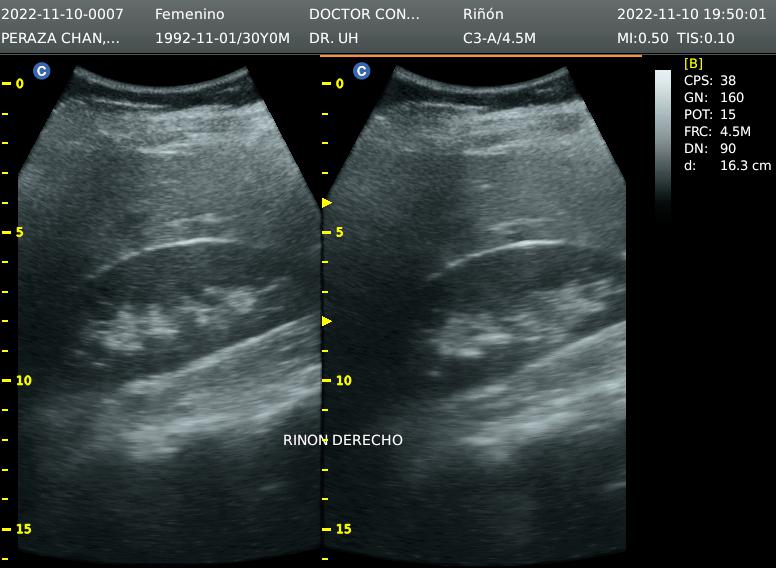 2022-11-10-0007 Femenino DOCTOR CON... Riñón 2022-11-10 19:50:01
PERAZA CHAN,... 1992-11-01/30Y0M DR. UH C3-A/4.5M MI:0.50 TIS:0.10
C C
[B]
CPS: 38
GN: 160
POT: 15
FRC: 4.5M
DN: 90
d: 16.3 cm
0 0
5 5
10 10
RINON DERECHO
15 15